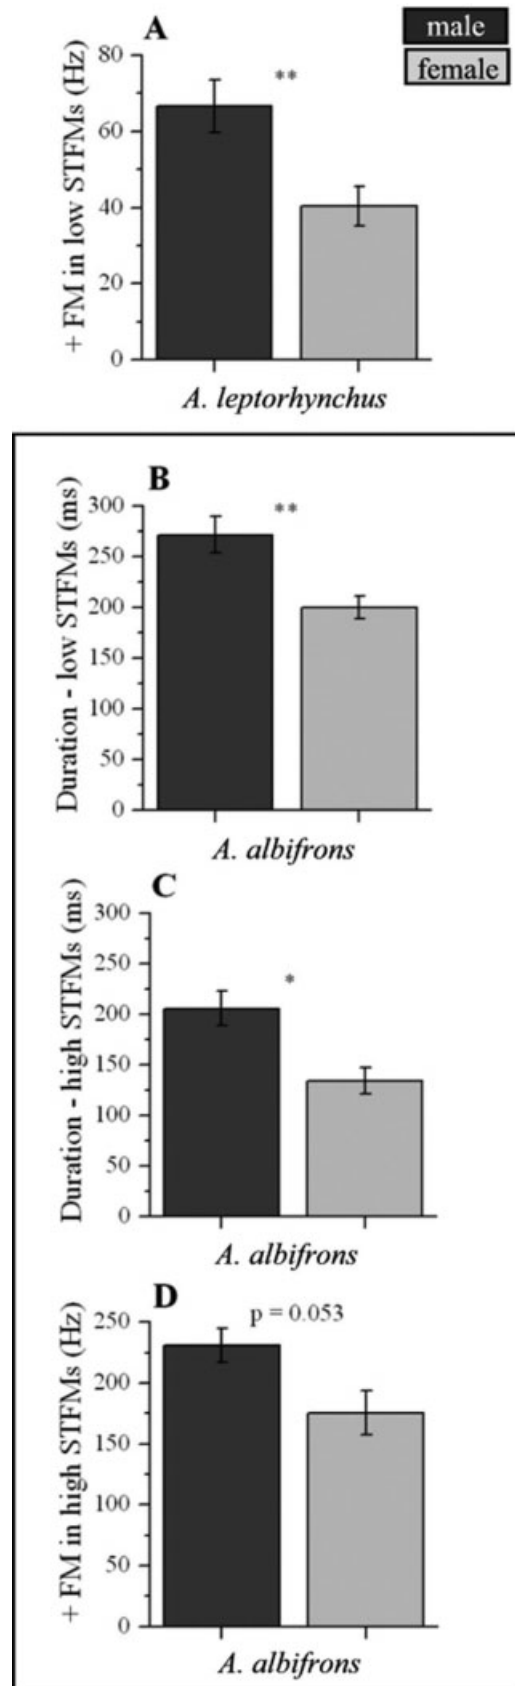 A
male
female
**
+ FM in low STFMs (Hz)
80
60
40
20
0
A. leptorhynchus
B
**
Duration - low STFMs (ms)
300
250
200
150
100
50
0
A. albifrons
C
*
Duration - high STFMs (ms)
300
250
200
150
100
50
0
A. albifrons
D
p = 0.053
+ FM in high STFMs (Hz)
250
200
150
100
50
0
A. albifrons